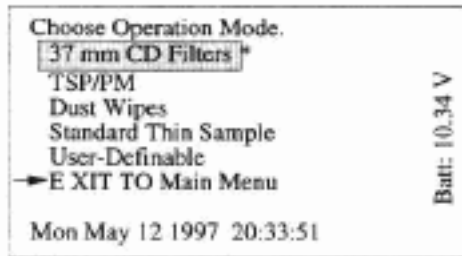 Choose Operation Mode.
37 mm CD Filters *
TSP/PM
Dust Wipes
Standard Thin Sample
User-Definable
E XIT TO Main Menu
Mon May 12 1997 20:33:51
Batt: 10.34 V